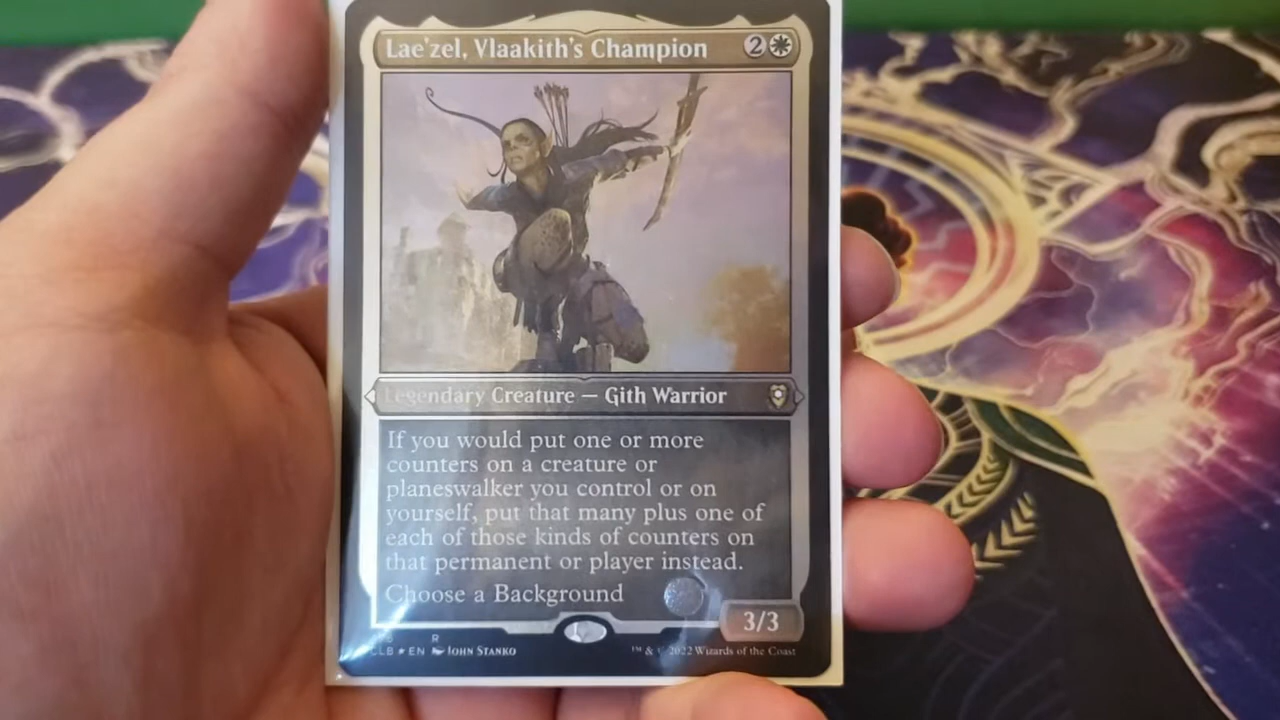 Lae'zel, Vlaakith's Champion 2
Legendary Creature — Gith Warrior
If you would put one or more
counters on a creature or
planeswalker you control or on
yourself, put that many plus one of
each of those kinds of counters on
that permanent or player instead.
Choose a Background
3/3
R
CLB ★ EN JOHN STANKO
™ & © 2022 Wizards of the Coast